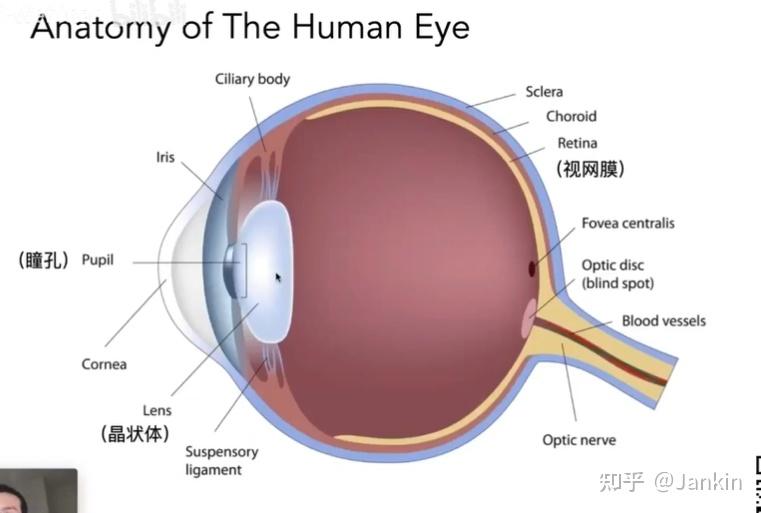 Anatomy of The Human Eye
Ciliary body
Sclera
Choroid
Iris
Retina
（视网膜）
Fovea centralis
（瞳孔） Pupil
Optic disc
(blind spot)
Blood vessels
Cornea
Lens
（晶状体）
Suspensory
ligament
Optic nerve
知乎 @Jankin